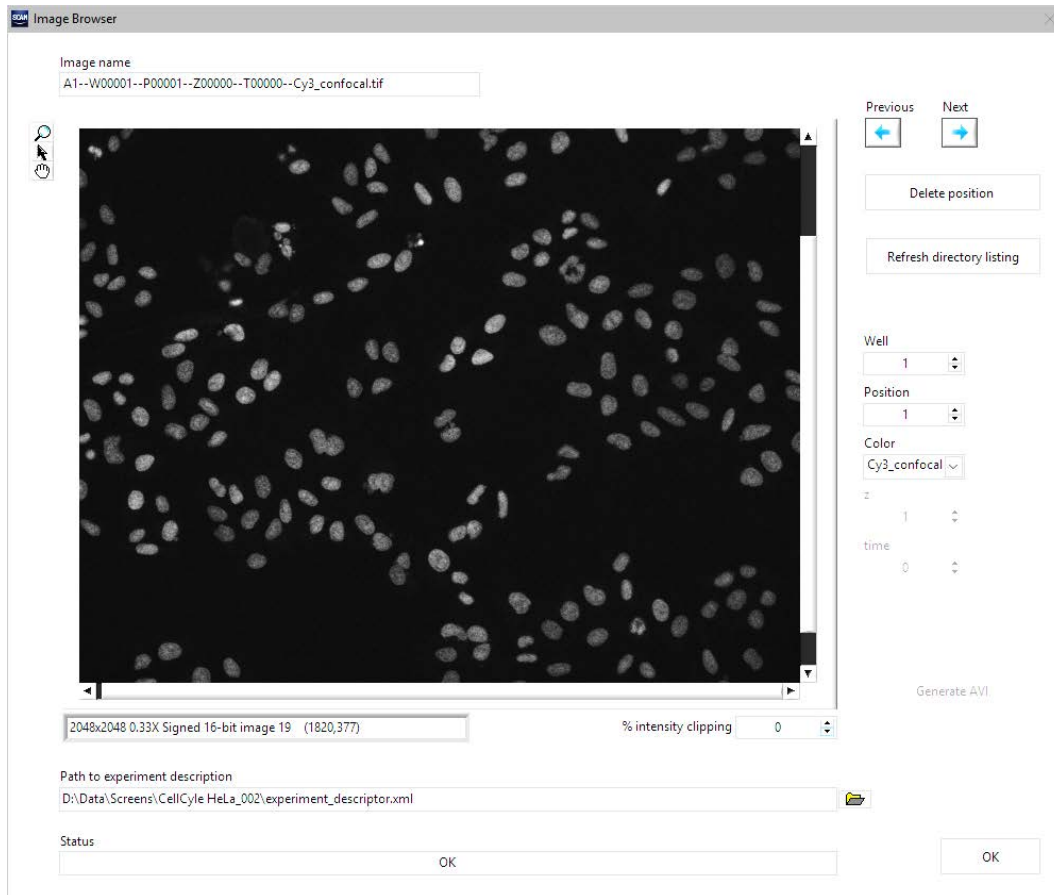 SCAN Image Browser
Image name
A1--W00001--P00001--Z00000--T00000--Cy3_confocal.tif
Previous Next
Delete position
Refresh directory listing
Well
1
Position
1
Color
Cy3_confocal
z
1
time
0
Generate AVI
2048x2048 0.33X Signed 16-bit image 19 (1820,377)
% intensity clipping 0
Path to experiment description
D:\Data\Screens\CellCyle HeLa_002\experiment_descriptor.xml
Status
OK
OK